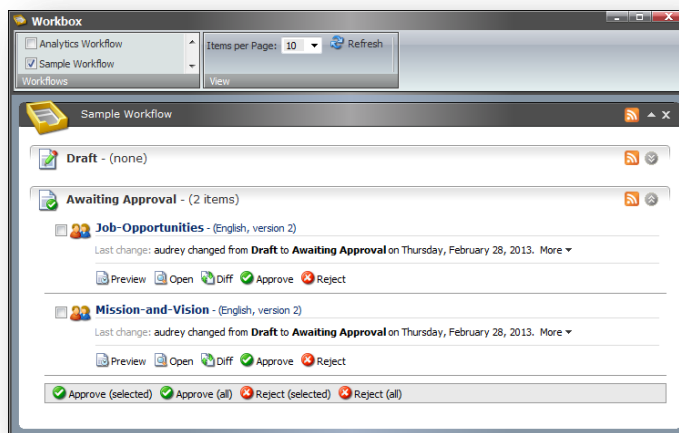 Workbox
Analytics Workflow
Sample Workflow
Workflows
Items per Page: 10 Refresh
View
Sample Workflow
Draft - (none)
Awaiting Approval - (2 items)
Job-Opportunities - (English, version 2)
Last change: audrey changed from Draft to Awaiting Approval on Thursday, February 28, 2013. More
Preview Open Diff Approve Reject
Mission-and-Vision - (English, version 2)
Last change: audrey changed from Draft to Awaiting Approval on Thursday, February 28, 2013. More
Preview Open Diff Approve Reject
Approve (selected) Approve (all) Reject (selected) Reject (all)